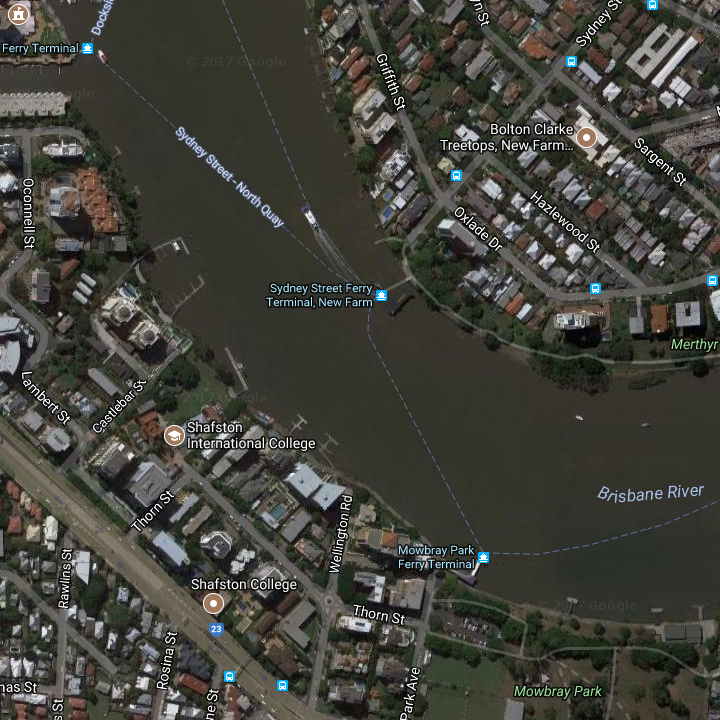 Ferry Terminal
Docksid
© 2017 Google
Griffith St
Sydney St
Bolton Clarke
Treetops, New Farm...
Sargent St
Sydney Street - North Quay
Oconnell St
Oxlade Dr
Hazlewood St
Sydney Street Ferry
Terminal, New Farm
Merthyr
Lambert St
Castlebar St
Shafston
International College
Thorn St
Wellington Rd
Brisbane River
Mowbray Park
Ferry Terminal
Rawlins St
Shafston College
23
Thorn St
2017 Google
Rosina St
Park Ave
Mowbray Park